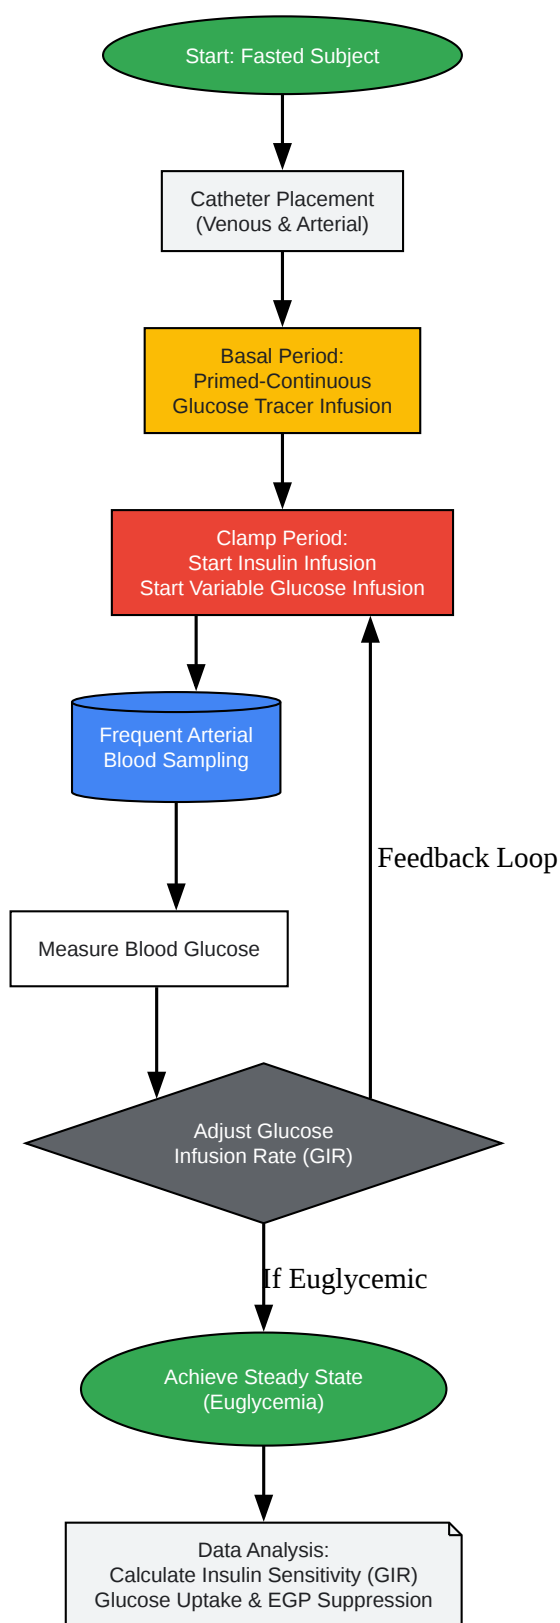 Start: Fasted Subject
Catheter Placement
(Venous & Arterial)
Basal Period:
Primed-Continuous
Glucose Tracer Infusion
Clamp Period:
Start Insulin Infusion
Start Variable Glucose Infusion
Frequent Arterial
Blood Sampling
Feedback Loop
Measure Blood Glucose
Adjust Glucose
Infusion Rate (GIR)
If Euglycemic
Achieve Steady State
(Euglycemia)
Data Analysis:
Calculate Insulin Sensitivity (GIR)
Glucose Uptake & EGP Suppression